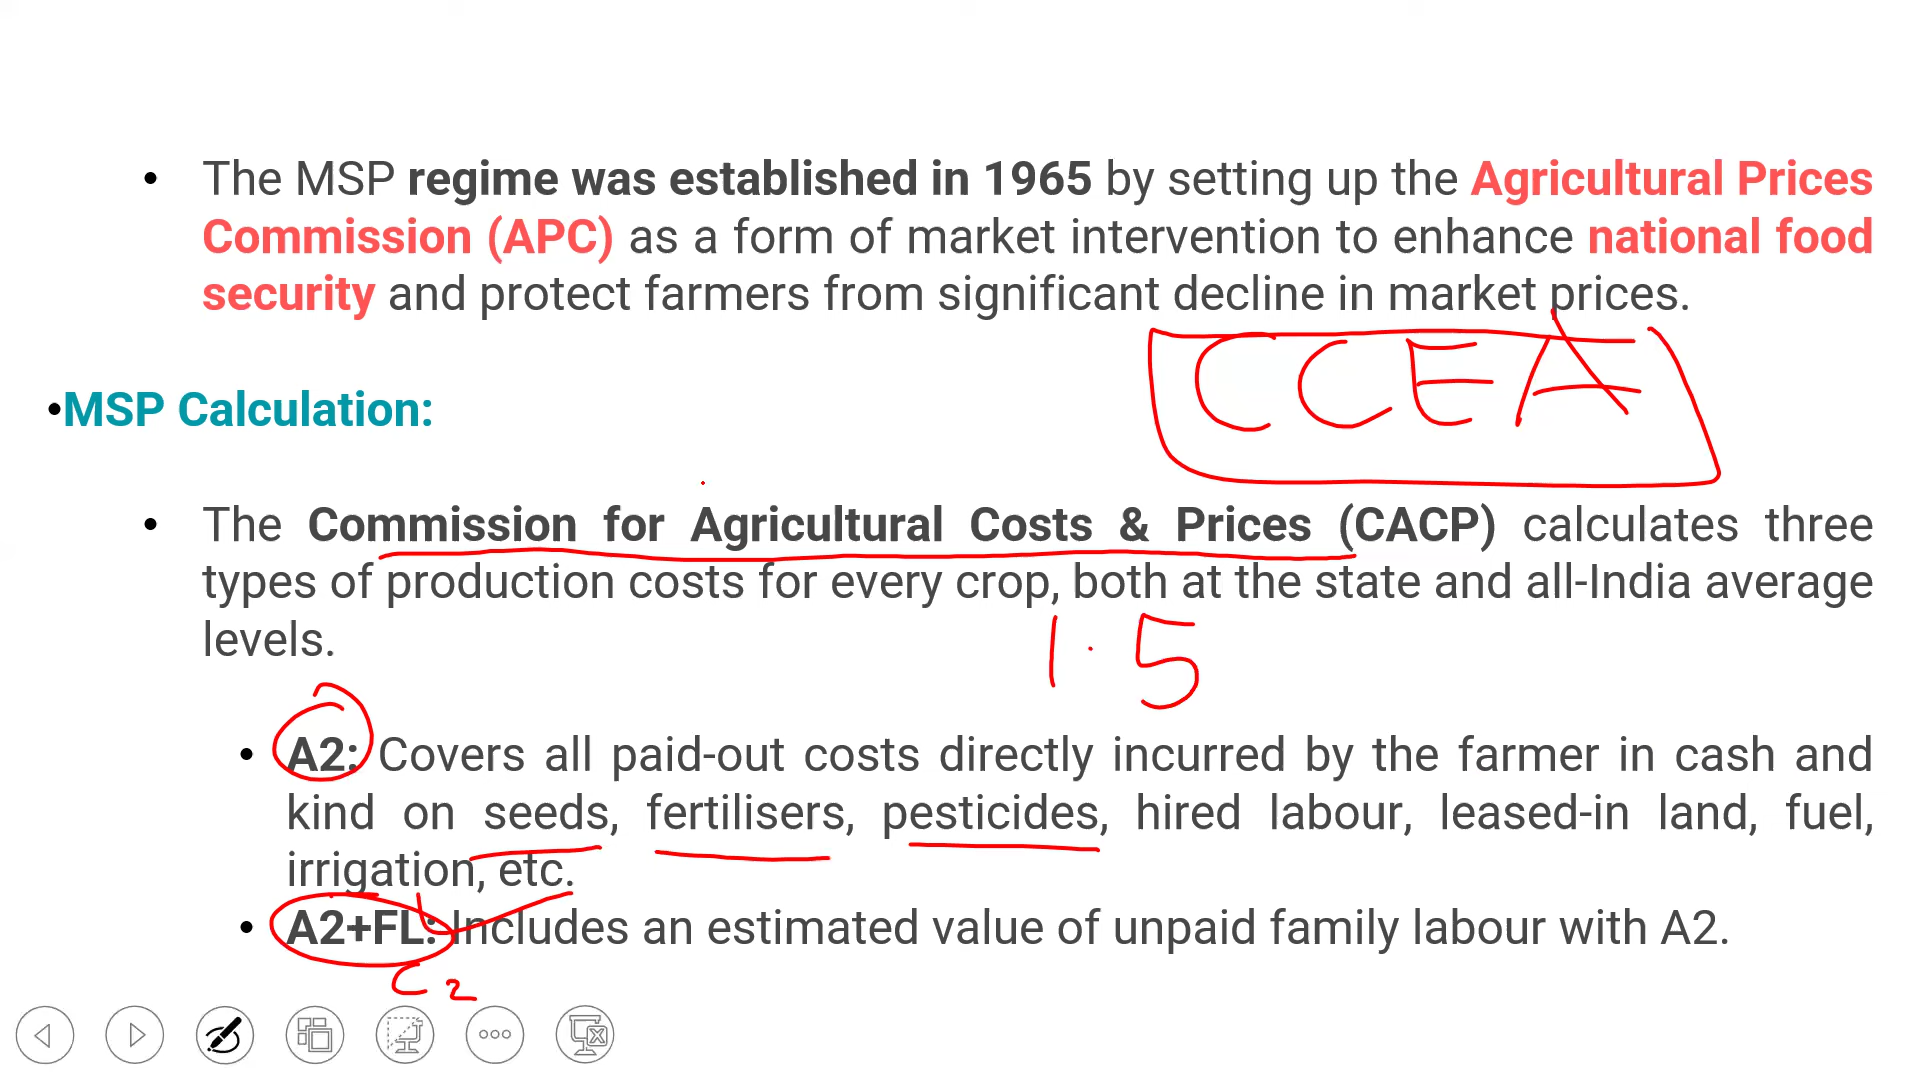 • The MSP regime was established in 1965 by setting up the Agricultural Prices
Commission (APC) as a form of market intervention to enhance national food
security and protect farmers from significant decline in market prices.
CCEA
•MSP Calculation:
• The Commission for Agricultural Costs & Prices (CACP) calculates three
types of production costs for every crop, both at the state and all-India average
levels.
1.5
• A2: Covers all paid-out costs directly incurred by the farmer in cash and
kind on seeds, fertilisers, pesticides, hired labour, leased-in land, fuel,
irrigation, etc.
• A2+FL: Includes an estimated value of unpaid family labour with A2.
C2